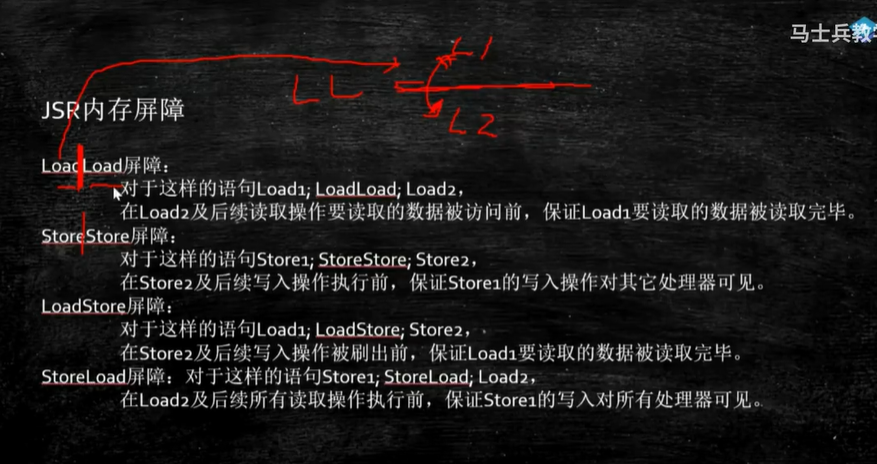 马士兵教
L1
LL
L2
JSR内存屏障
LoadLoad屏障：
对于这样的语句Load1; LoadLoad; Load2，
在Load2及后续读取操作要读取的数据被访问前，保证Load1要读取的数据被读取完毕。
StoreStore屏障：
对于这样的语句Store1; StoreStore; Store2，
在Store2及后续写入操作执行前，保证Store1的写入操作对其它处理器可见。
LoadStore屏障：
对于这样的语句Load1; LoadStore; Store2，
在Store2及后续写入操作被刷出前，保证Load1要读取的数据被读取完毕。
StoreLoad屏障：对于这样的语句Store1; StoreLoad; Load2，
在Load2及后续所有读取操作执行前，保证Store1的写入对所有处理器可见。